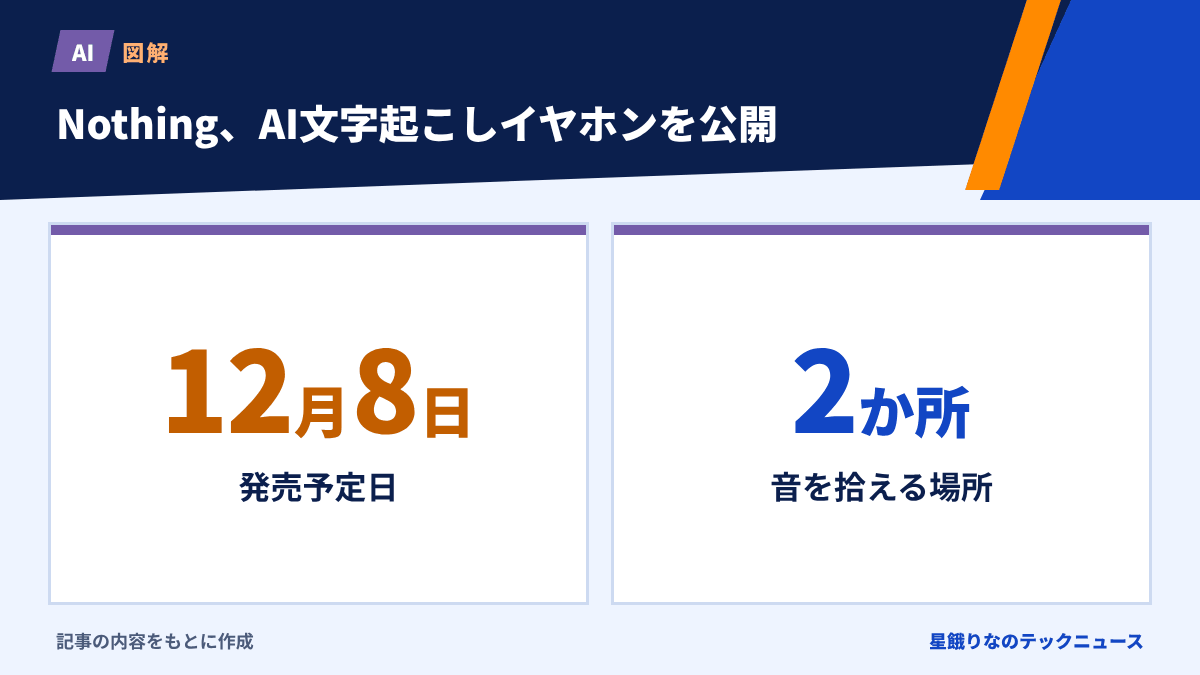 AI 図解
Nothing、AI文字起こしイヤホンを公開
12月8日
発売予定日
2か所
音を拾える場所
記事の内容をもとに作成
星餓りなのテックニュース